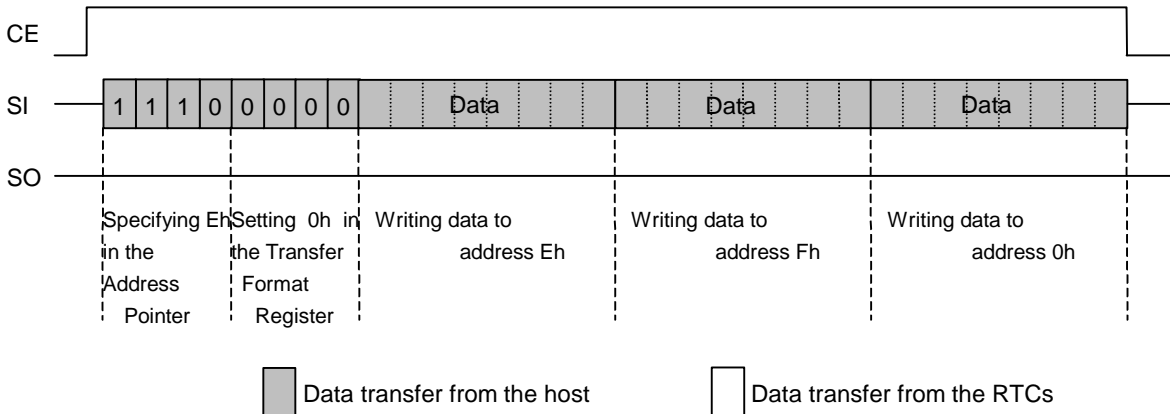 CE
SI 1 1 1 0 0 0 0 0 Data Data Data
SO
Specifying Eh
in the
Address
Pointer
Setting 0h in
the Transfer
Format
Register
Writing data to
address Eh
Writing data to
address Fh
Writing data to
address 0h
Data transfer from the host
Data transfer from the RTCs